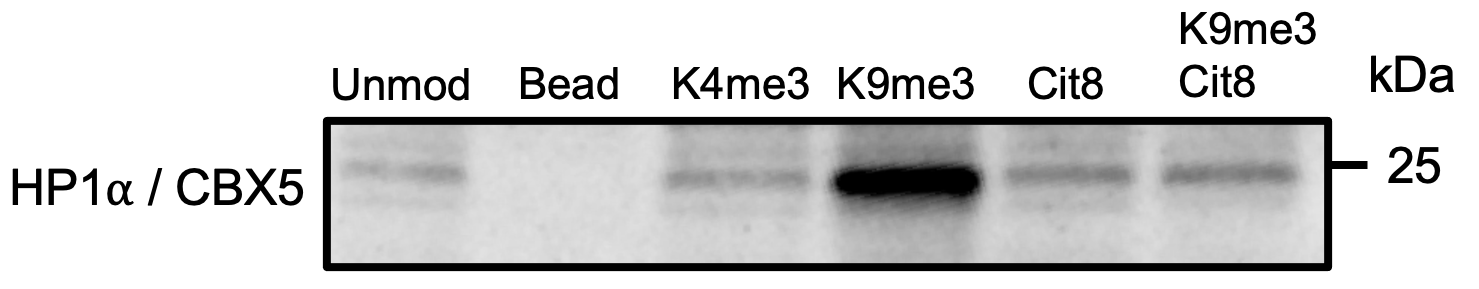 Unmod Bead K4me3 K9me3 Cit8 K9me3
Cit8 kDa
HP1α / CBX5 25